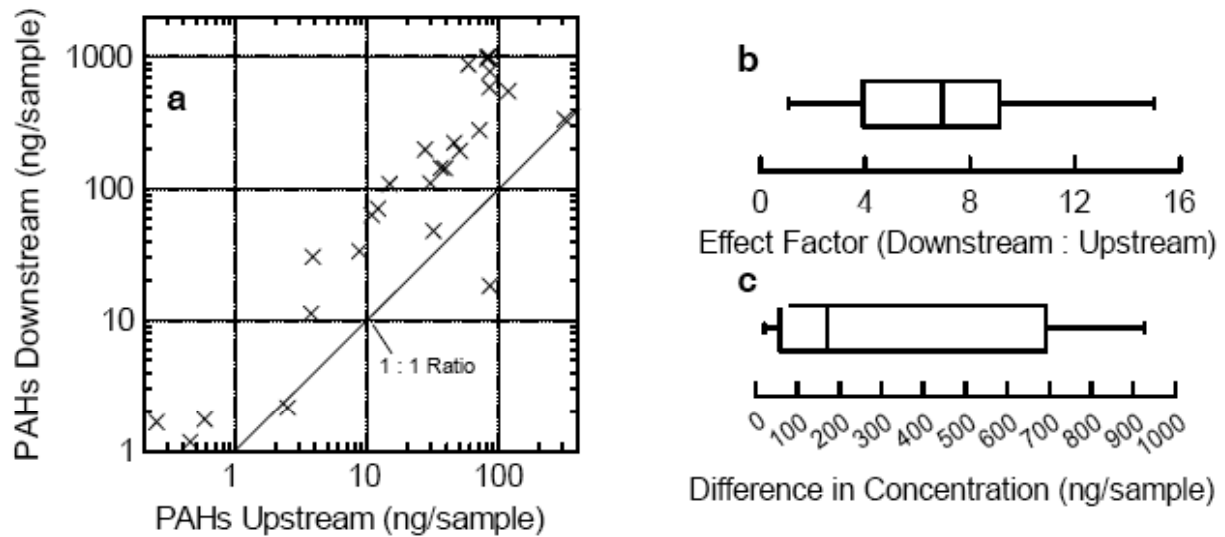 a
PAHs Downstream (ng/sample)
1000
100
10
1
1 : 1 Ratio
1 10 100
PAHs Upstream (ng/sample)
b
0 4 8 12 16
Effect Factor (Downstream : Upstream)
c
0 100 200 300 400 500 600 700 800 900 1000
Difference in Concentration (ng/sample)